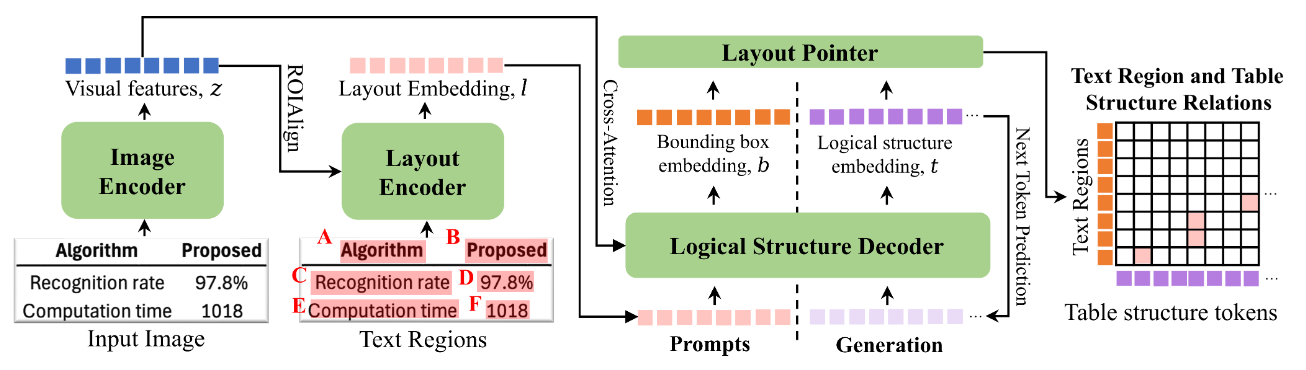 Visual features, z
ROIAlign
Layout Embedding, l
Image
Encoder
Layout
Encoder
Algorithm Proposed
Recognition rate 97.8%
Computation time 1018
Input Image
A Algorithm B Proposed
C Recognition rate D 97.8%
E Computation time F 1018
Text Regions
Cross-Attention
Layout Pointer
Bounding box
embedding, b
Logical structure
embedding, t
...
Logical Structure Decoder
Next Token Prediction
...
Prompts
Generation
Text Region and Table
Structure Relations
Text Regions
...
...
Table structure tokens